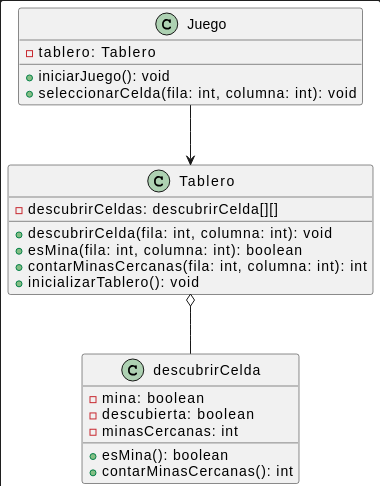 C Juego
tablero: Tablero
iniciarJuego(): void
seleccionarCelda(fila: int, columna: int): void
C Tablero
descubrirCeldas: descubrirCelda[][]
descubrirCelda(fila: int, columna: int): void
esMina(fila: int, columna: int): boolean
contarMinasCercanas(fila: int, columna: int): int
inicializarTablero(): void
C descubrirCelda
mina: boolean
descubierta: boolean
minasCercanas: int
esMina(): boolean
contarMinasCercanas(): int